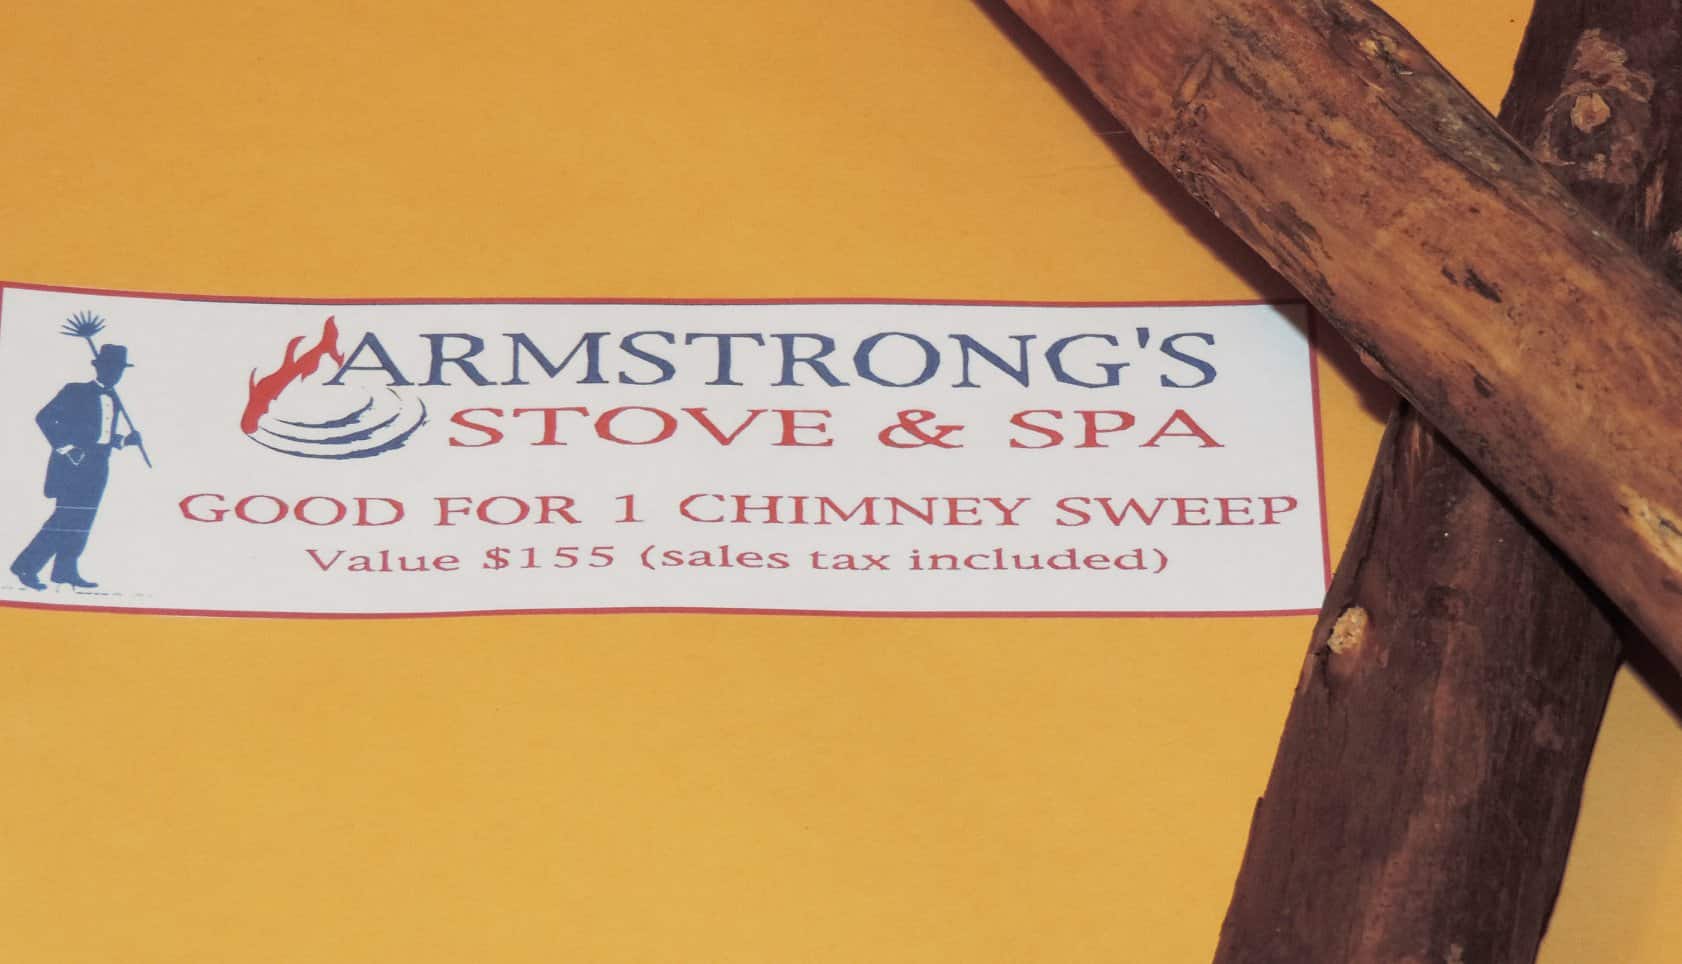 ARMSTRONG'S
STOVE & SPA
GOOD FOR 1 CHIMNEY SWEEP
Value $155 (sales tax included)